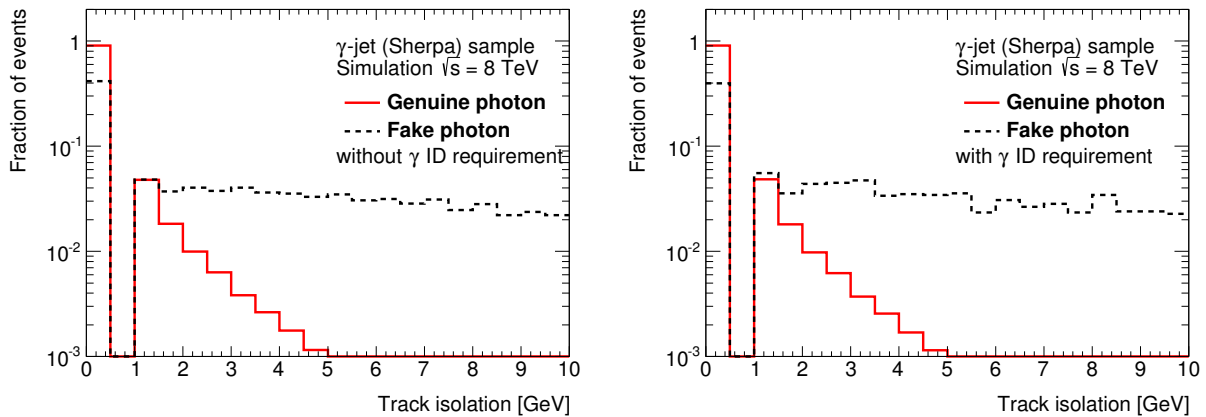 Fraction of events
1
10⁻¹
10⁻²
10⁻³
γ-jet (Sherpa) sample
Simulation √s = 8 TeV
Genuine photon
Fake photon
without γ ID requirement
0 1 2 3 4 5 6 7 8 9 10
Track isolation [GeV]
Fraction of events
1
10⁻¹
10⁻²
10⁻³
γ-jet (Sherpa) sample
Simulation √s = 8 TeV
Genuine photon
Fake photon
with γ ID requirement
0 1 2 3 4 5 6 7 8 9 10
Track isolation [GeV]